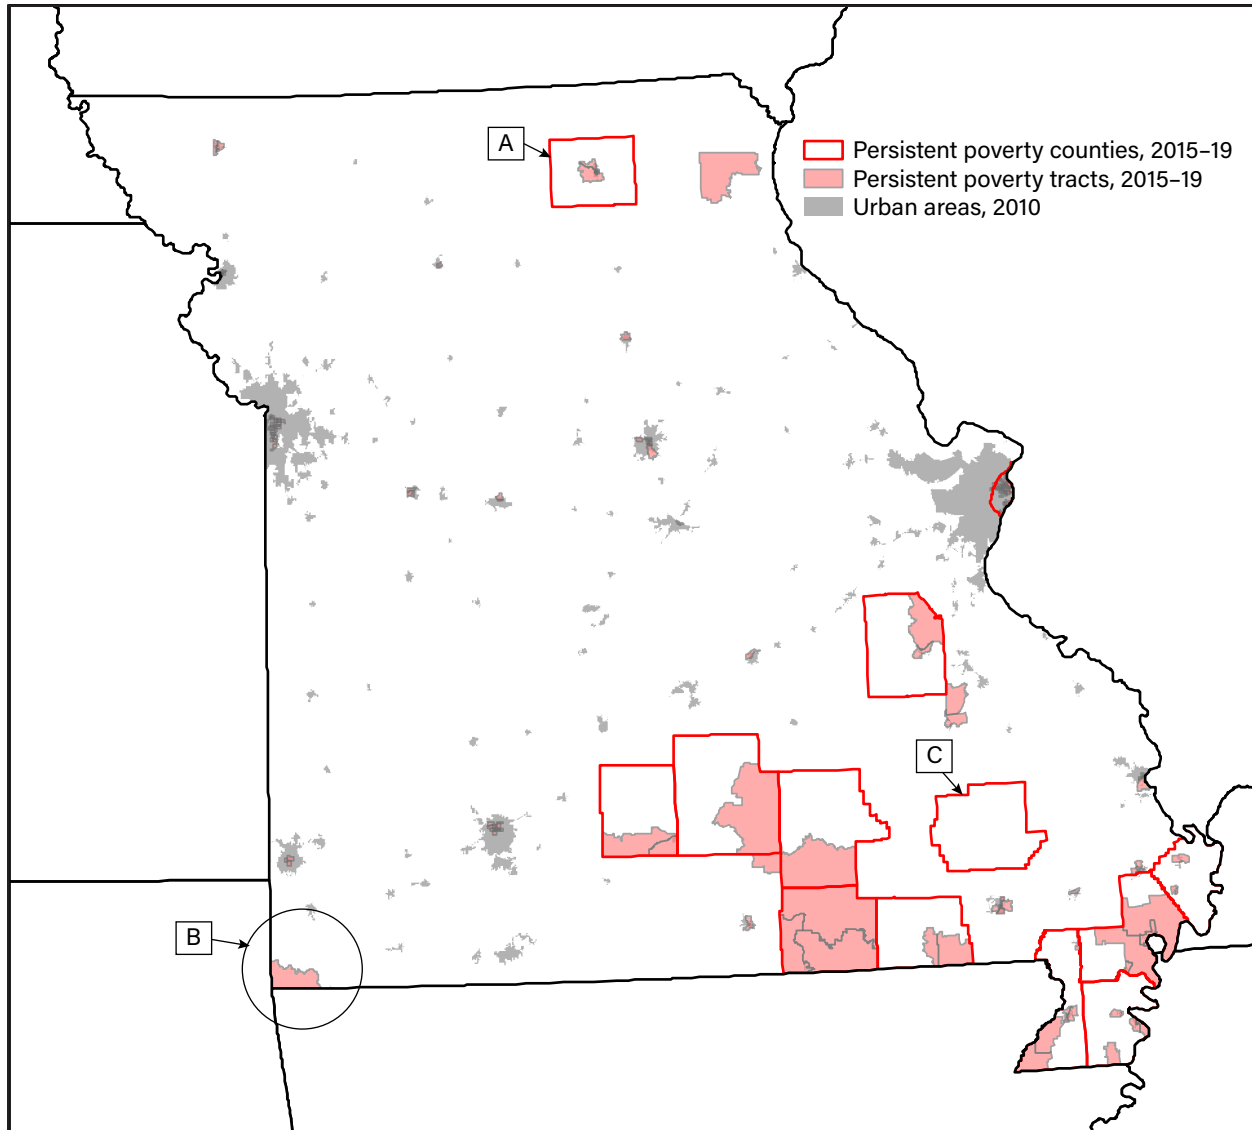 A
Persistent poverty counties, 2015–19
Persistent poverty tracts, 2015–19
Urban areas, 2010
C
B